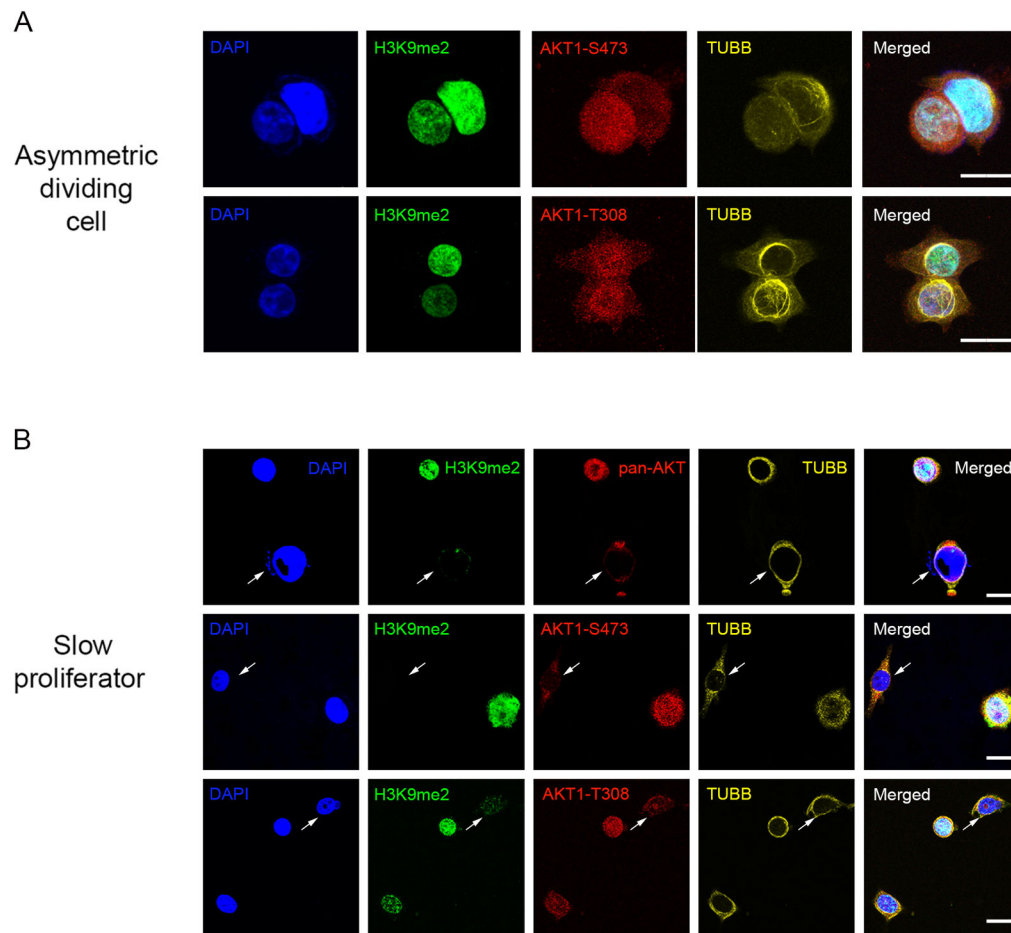 A
Asymmetric
dividing
cell
DAPI H3K9me2 AKT1-S473 TUBB Merged
DAPI H3K9me2 AKT1-T308 TUBB Merged
B
Slow
proliferator
DAPI H3K9me2 pan-AKT TUBB Merged
DAPI H3K9me2 AKT1-S473 TUBB Merged
DAPI H3K9me2 AKT1-T308 TUBB Merged